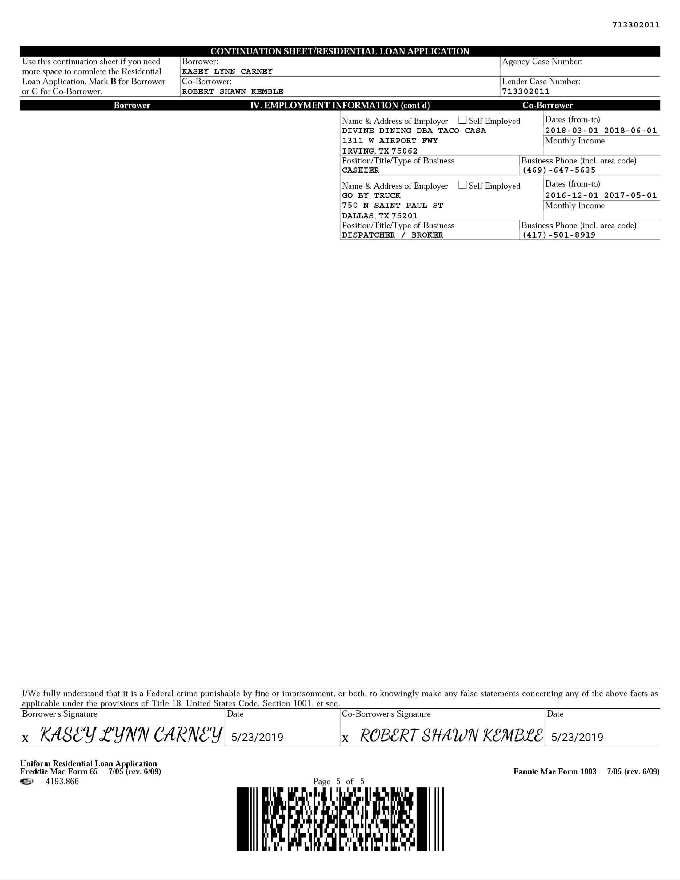 713302011
CONTINUATION SHEET/RESIDENTIAL LOAN APPLICATION
Use this continuation sheet if you need more space to complete the Residential Loan Application. Mark B for Borrower or C for Co-Borrower.
Borrower:
KASEY LYNN CARNEY
Agency Case Number:
Co-Borrower:
ROBERT SHAWN KEMBLE
Lender Case Number:
713302011
Borrower IV. EMPLOYMENT INFORMATION (cont'd) Co-Borrower
Name & Address of Employer Self Employed Dates (from-to)
DIVINE DINING DBA TACO CASA 2018-03-01 2018-06-01
1311 W AIRPORT FWY Monthly Income
IRVING, TX 75062
Position/Title/Type of Business Business Phone (incl. area code)
CASHIER (469)-647-5635
Name & Address of Employer Self Employed Dates (from-to)
GO BY TRUCK 2016-12-01 2017-05-01
750 N SAINT PAUL ST Monthly Income
DALLAS, TX 75201
Position/Title/Type of Business Business Phone (incl. area code)
DISPATCHER / BROKER (417)-501-8919
I/We fully understand that it is a Federal crime punishable by fine or imprisonment, or both, to knowingly make any false statements concerning any of the above facts as
applicable under the provisions of Title 18, United States Code, Section 1001, et seq.
Borrower's Signature Date Co-Borrower's Signature Date
x KASEY LYNN CARNEY 5/23/2019 x ROBERT SHAWN KEMBLE 5/23/2019
Uniform Residential Loan Application
Freddie Mac Form 65 7/05 (rev. 6/09) Fannie Mae Form 1003 7/05 (rev. 6/09)
4193.866 Page 5 of 5